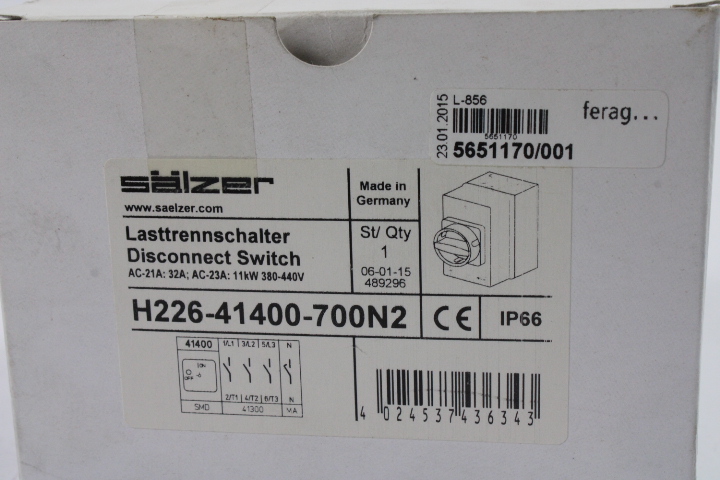 L-856
ferag...
23.01.2015
5651170
5651170/001
sälzer
www.saelzer.com
Made in
Germany
Lasttrennschalter
Disconnect Switch
AC-21A: 32A; AC-23A: 11kW 380-440V
St/ Qty
1
06-01-15
489296
H226-41400-700N2
CE
IP66
41400 1/L1 3/L2 5/L3 N
OFF
2/T1 4/T2 6/T3 N
SMD 41300
4 024537 436343